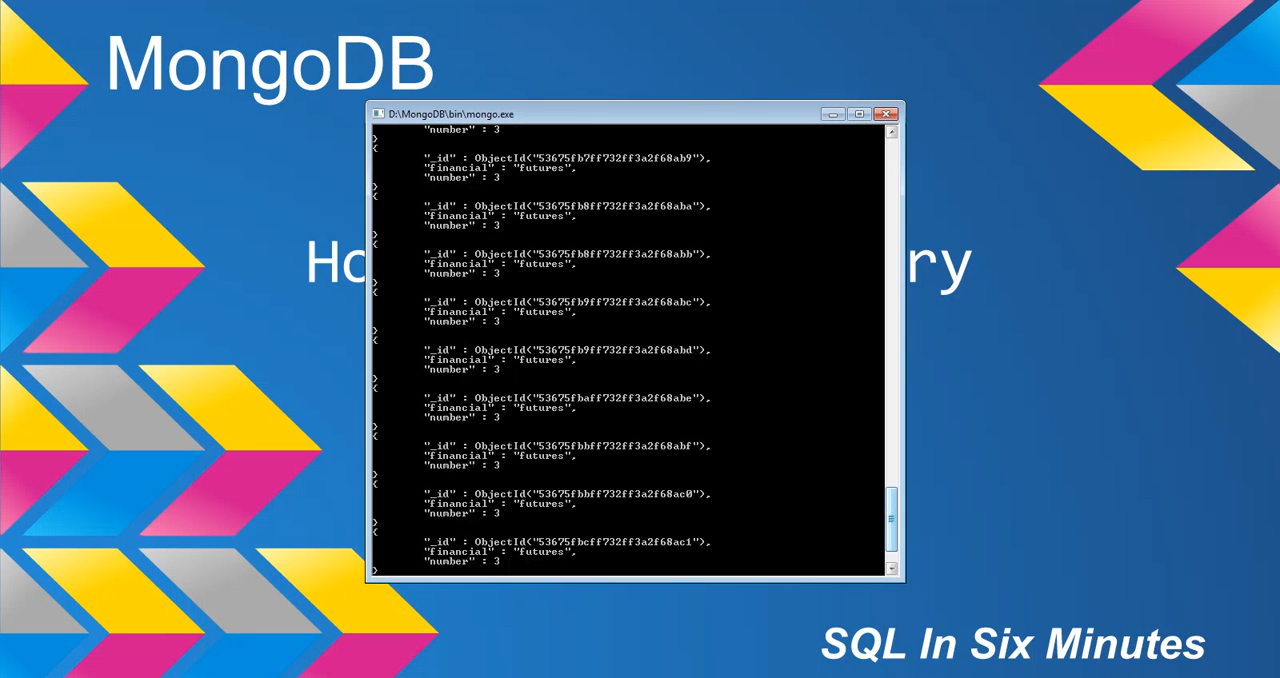 MongoDB
D:\MongoDB\bin\mongo.exe
"number" : 3
}
{
"_id" : ObjectId("53675fb7ff732ff3a2f68ab9"),
"financial" : "futures",
"number" : 3
}
{
"_id" : ObjectId("53675fb8ff732ff3a2f68aba"),
"financial" : "futures",
"number" : 3
}
{
"_id" : ObjectId("53675fb8ff732ff3a2f68abb"),
"financial" : "futures",
"number" : 3
}
{
"_id" : ObjectId("53675fb9ff732ff3a2f68abc"),
"financial" : "futures",
"number" : 3
}
{
"_id" : ObjectId("53675fb9ff732ff3a2f68abd"),
"financial" : "futures",
"number" : 3
}
{
"_id" : ObjectId("53675fbaff732ff3a2f68abe"),
"financial" : "futures",
"number" : 3
}
{
"_id" : ObjectId("53675fbbff732ff3a2f68abf"),
"financial" : "futures",
"number" : 3
}
{
"_id" : ObjectId("53675fbbff732ff3a2f68ac0"),
"financial" : "futures",
"number" : 3
}
{
"_id" : ObjectId("53675fbcff732ff3a2f68ac1"),
"financial" : "futures",
"number" : 3
}
SQL In Six Minutes